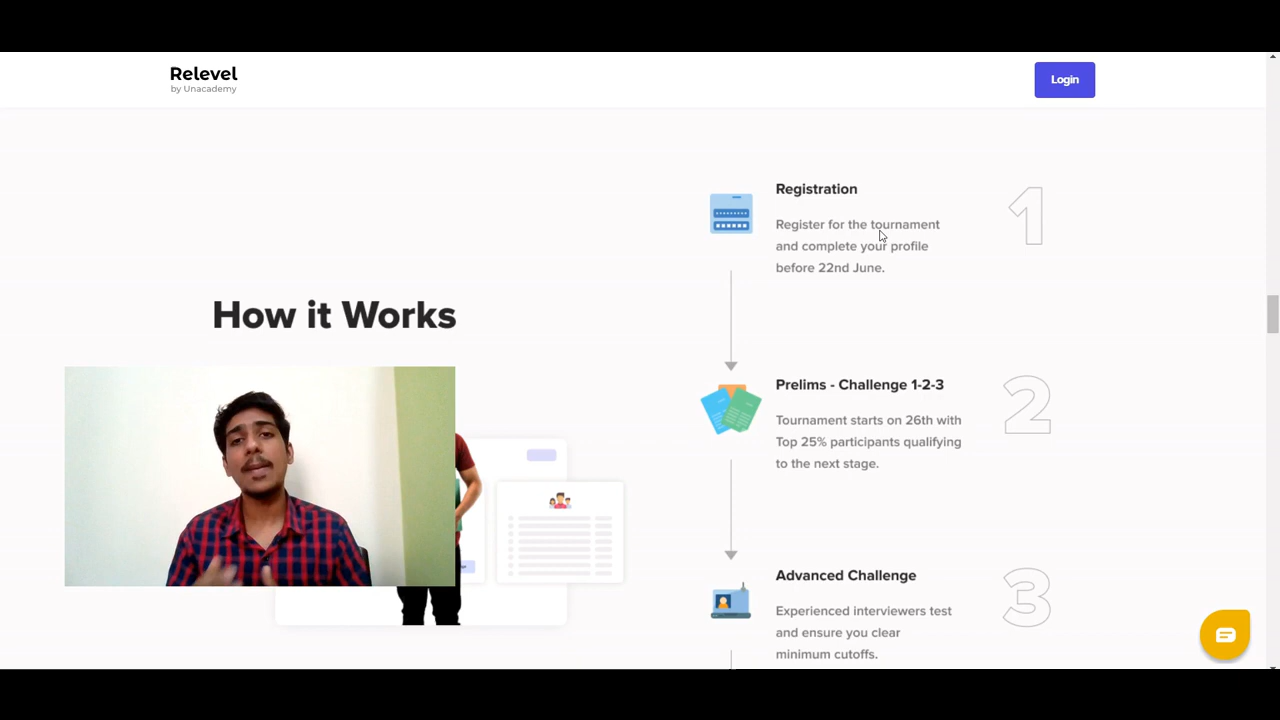 Relevel
by Unacademy
Login
How it Works
Registration
Register for the tournament
and complete your profile
before 22nd June.
1
Prelims - Challenge 1-2-3
Tournament starts on 26th with
Top 25% participants qualifying
to the next stage.
2
Advanced Challenge
Experienced interviewers test
and ensure you clear
minimum cutoffs.
3